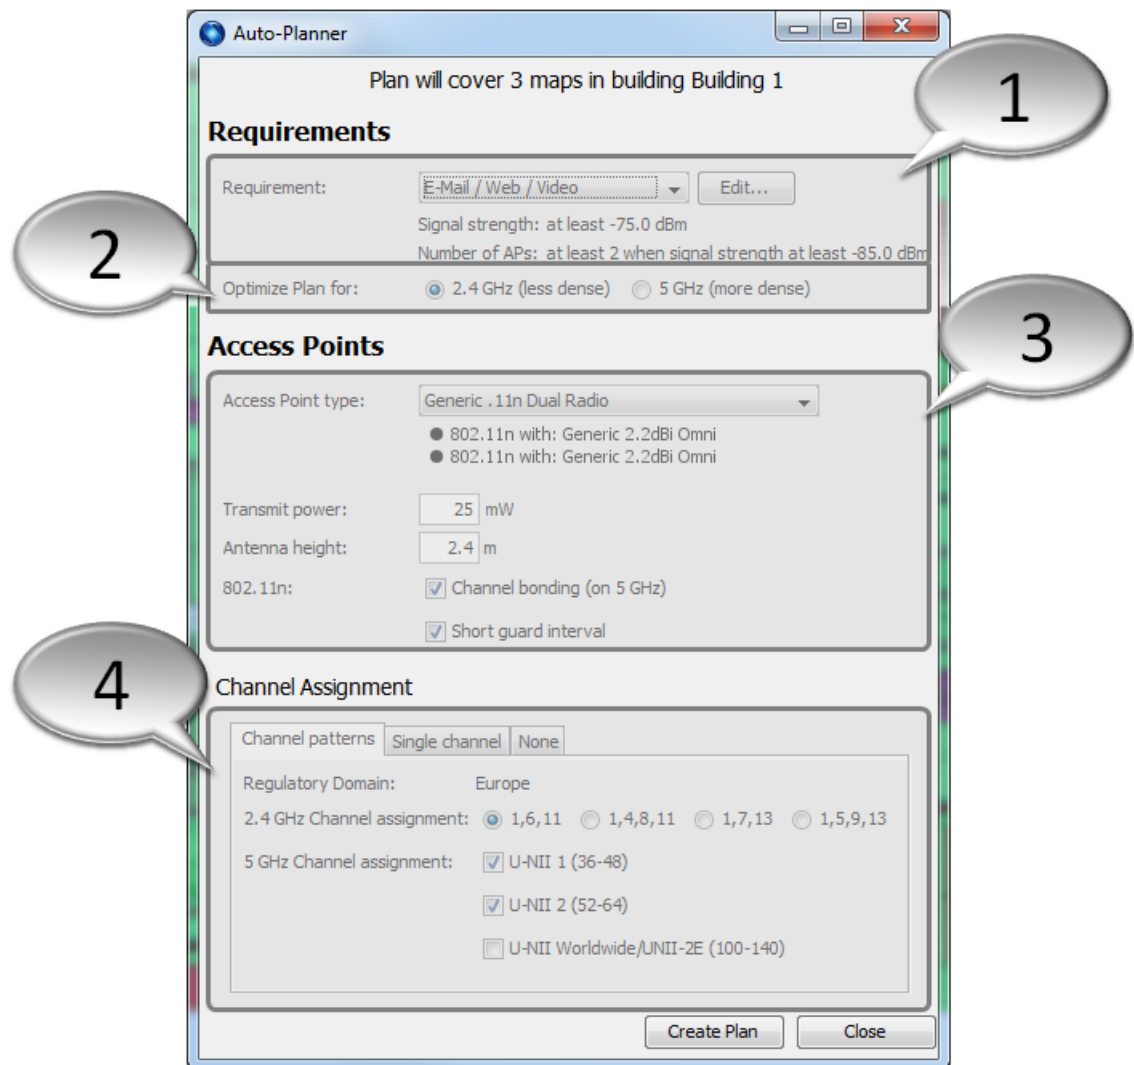 Auto-Planner
Plan will cover 3 maps in building Building 1
1
Requirements
Requirement: E-Mail / Web / Video Edit...
Signal strength: at least -75.0 dBm
2
Number of APs: at least 2 when signal strength at least -85.0 dBm
Optimize Plan for: 2.4 GHz (less dense) 5 GHz (more dense)
3
Access Points
Access Point type: Generic .11n Dual Radio
802.11n with: Generic 2.2dBi Omni
802.11n with: Generic 2.2dBi Omni
Transmit power: 25 mW
Antenna height: 2.4 m
802.11n: Channel bonding (on 5 GHz)
Short guard interval
4
Channel Assignment
Channel patterns Single channel None
Regulatory Domain: Europe
2.4 GHz Channel assignment: 1,6,11 1,4,8,11 1,7,13 1,5,9,13
5 GHz Channel assignment: U-NII 1 (36-48)
U-NII 2 (52-64)
U-NII Worldwide/UNII-2E (100-140)
Create Plan Close